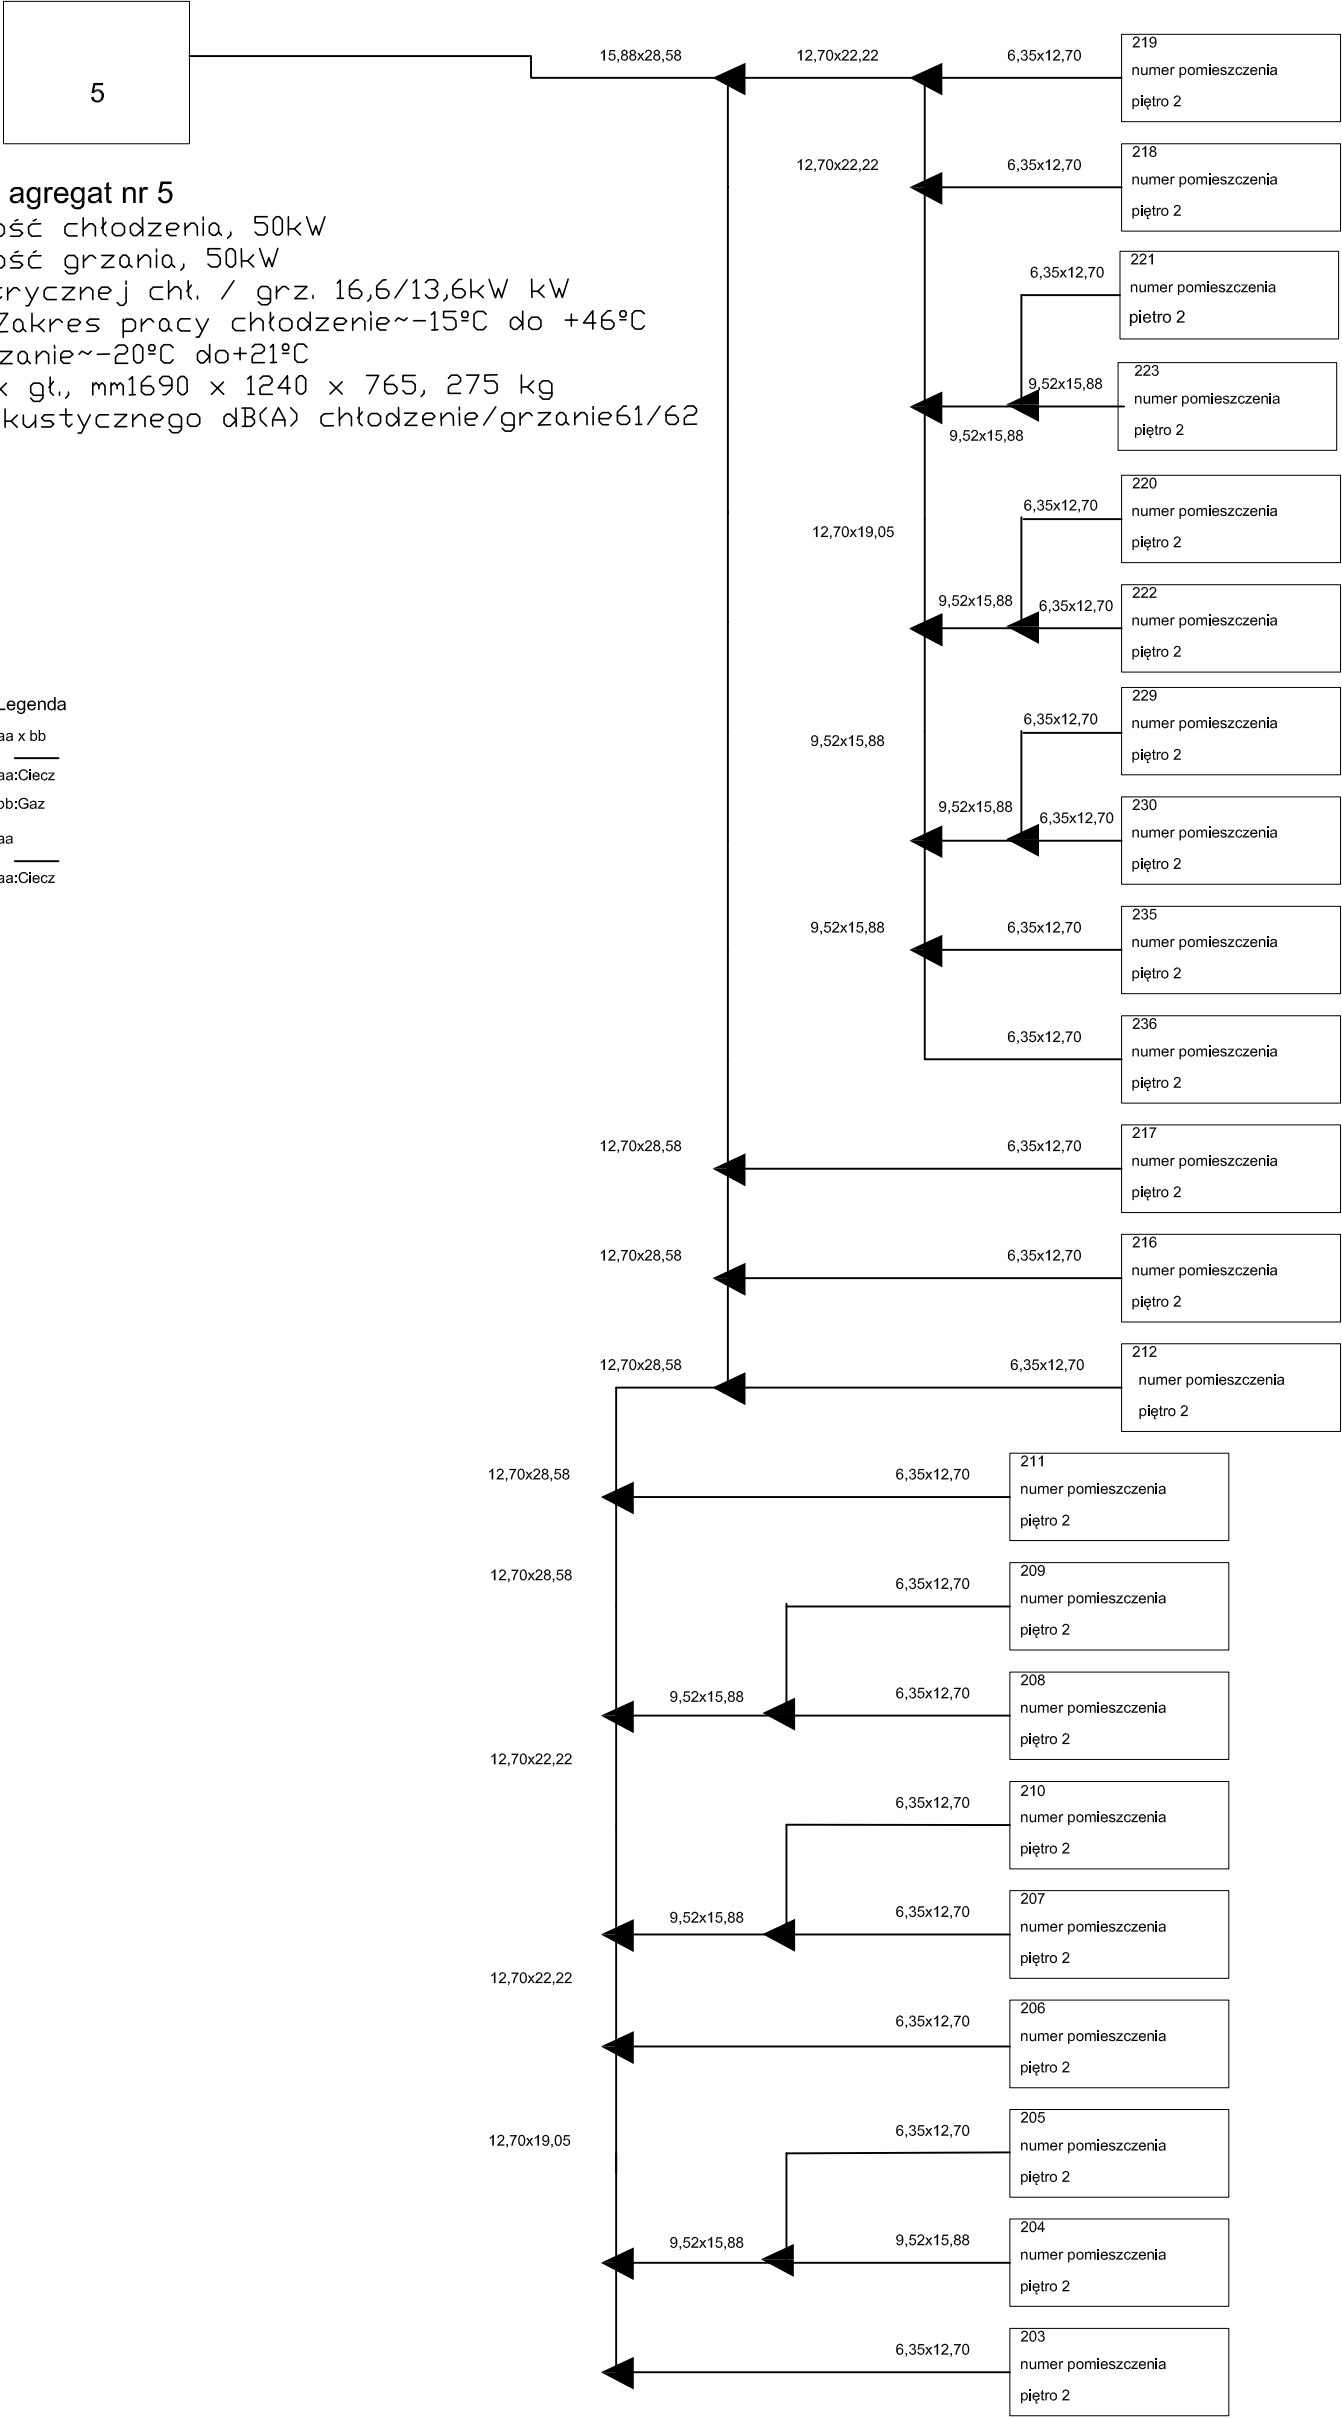 5
agregat nr 5
ość chłodzenia, 50kW
ość grzania, 50kW
trycznej chł. / grz. 16,6/13,6kW kW
Zakres pracy chłodzenie~-15ºC do +46ºC
zanie~-20ºC do+21ºC
x gł., mm1690 x 1240 x 765, 275 kg
kustycznego dB(A) chłodzenie/grzanie61/62
Legenda
aa x bb
aa:Ciecz
bb:Gaz
aa
aa:Ciecz
15,88x28,58
12,70x22,22
6,35x12,70
219
numer pomieszczenia
piętro 2
12,70x22,22
6,35x12,70
218
numer pomieszczenia
piętro 2
6,35x12,70
221
numer pomieszczenia
pietro 2
9,52x15,88
9,52x15,88
223
numer pomieszczenia
piętro 2
12,70x19,05
6,35x12,70
220
numer pomieszczenia
piętro 2
9,52x15,88
6,35x12,70
222
numer pomieszczenia
piętro 2
9,52x15,88
6,35x12,70
229
numer pomieszczenia
piętro 2
9,52x15,88
6,35x12,70
230
numer pomieszczenia
piętro 2
9,52x15,88
6,35x12,70
235
numer pomieszczenia
piętro 2
6,35x12,70
236
numer pomieszczenia
piętro 2
12,70x28,58
6,35x12,70
217
numer pomieszczenia
piętro 2
12,70x28,58
6,35x12,70
216
numer pomieszczenia
piętro 2
12,70x28,58
6,35x12,70
212
numer pomieszczenia
piętro 2
12,70x28,58
6,35x12,70
211
numer pomieszczenia
piętro 2
12,70x28,58
6,35x12,70
209
numer pomieszczenia
piętro 2
9,52x15,88
6,35x12,70
208
numer pomieszczenia
piętro 2
12,70x22,22
6,35x12,70
210
numer pomieszczenia
piętro 2
9,52x15,88
6,35x12,70
207
numer pomieszczenia
piętro 2
12,70x22,22
6,35x12,70
206
numer pomieszczenia
piętro 2
12,70x19,05
6,35x12,70
205
numer pomieszczenia
piętro 2
9,52x15,88
9,52x15,88
204
numer pomieszczenia
piętro 2
6,35x12,70
203
numer pomieszczenia
piętro 2